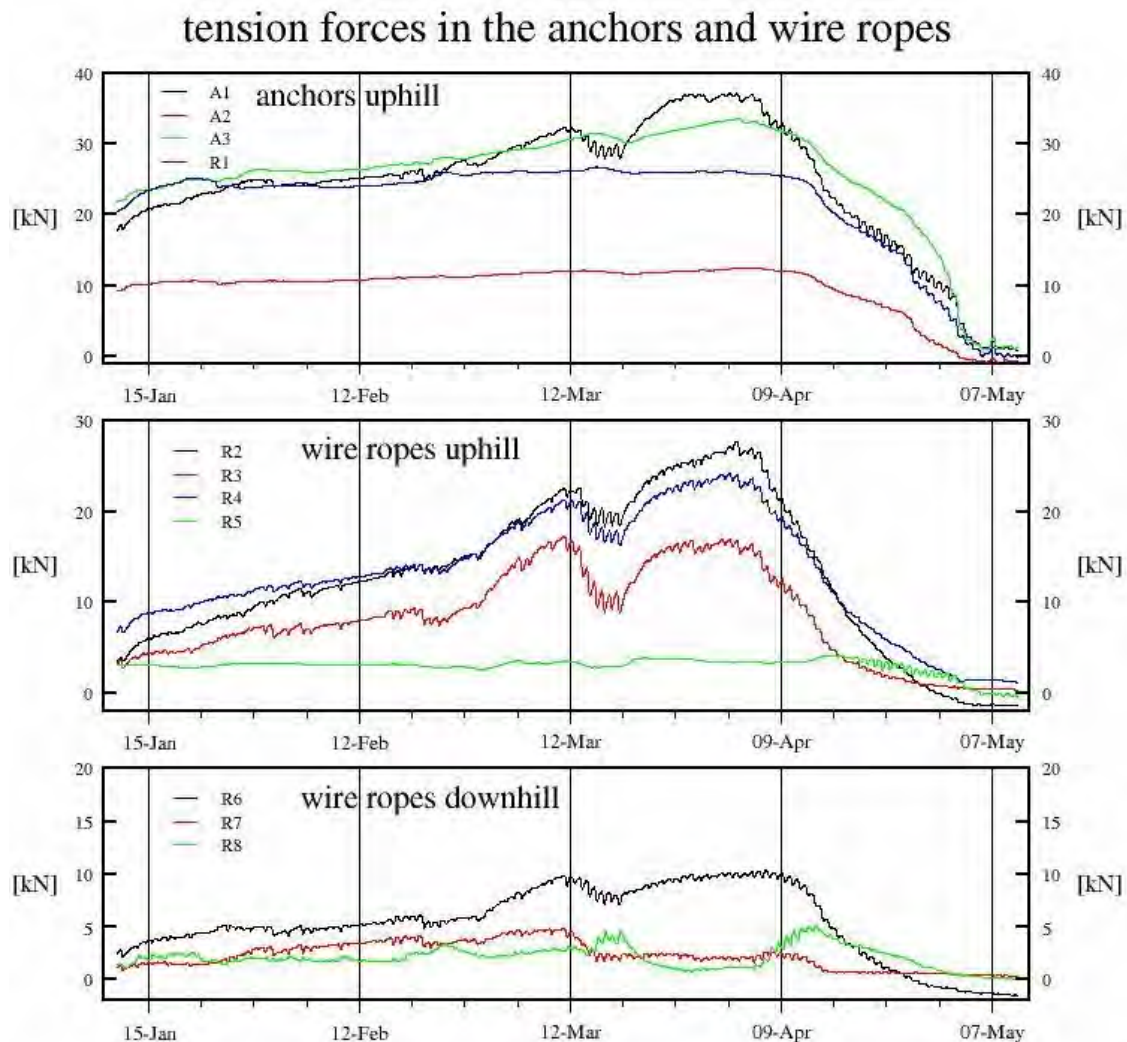 tension forces in the anchors and wire ropes
40 40
A1 anchors uphill
A2
A3
R1
30 30
[kN] 20 20 [kN]
10 10
0 0
15-Jan 12-Feb 12-Mar 09-Apr 07-May
30 30
R2 wire ropes uphill
R3
R4
R5
20 20
[kN] [kN]
10 10
0 0
15-Jan 12-Feb 12-Mar 09-Apr 07-May
20 20
R6 wire ropes downhill
R7
R8
15 15
[kN] 10 10 [kN]
5 5
0 0
15-Jan 12-Feb 12-Mar 09-Apr 07-May